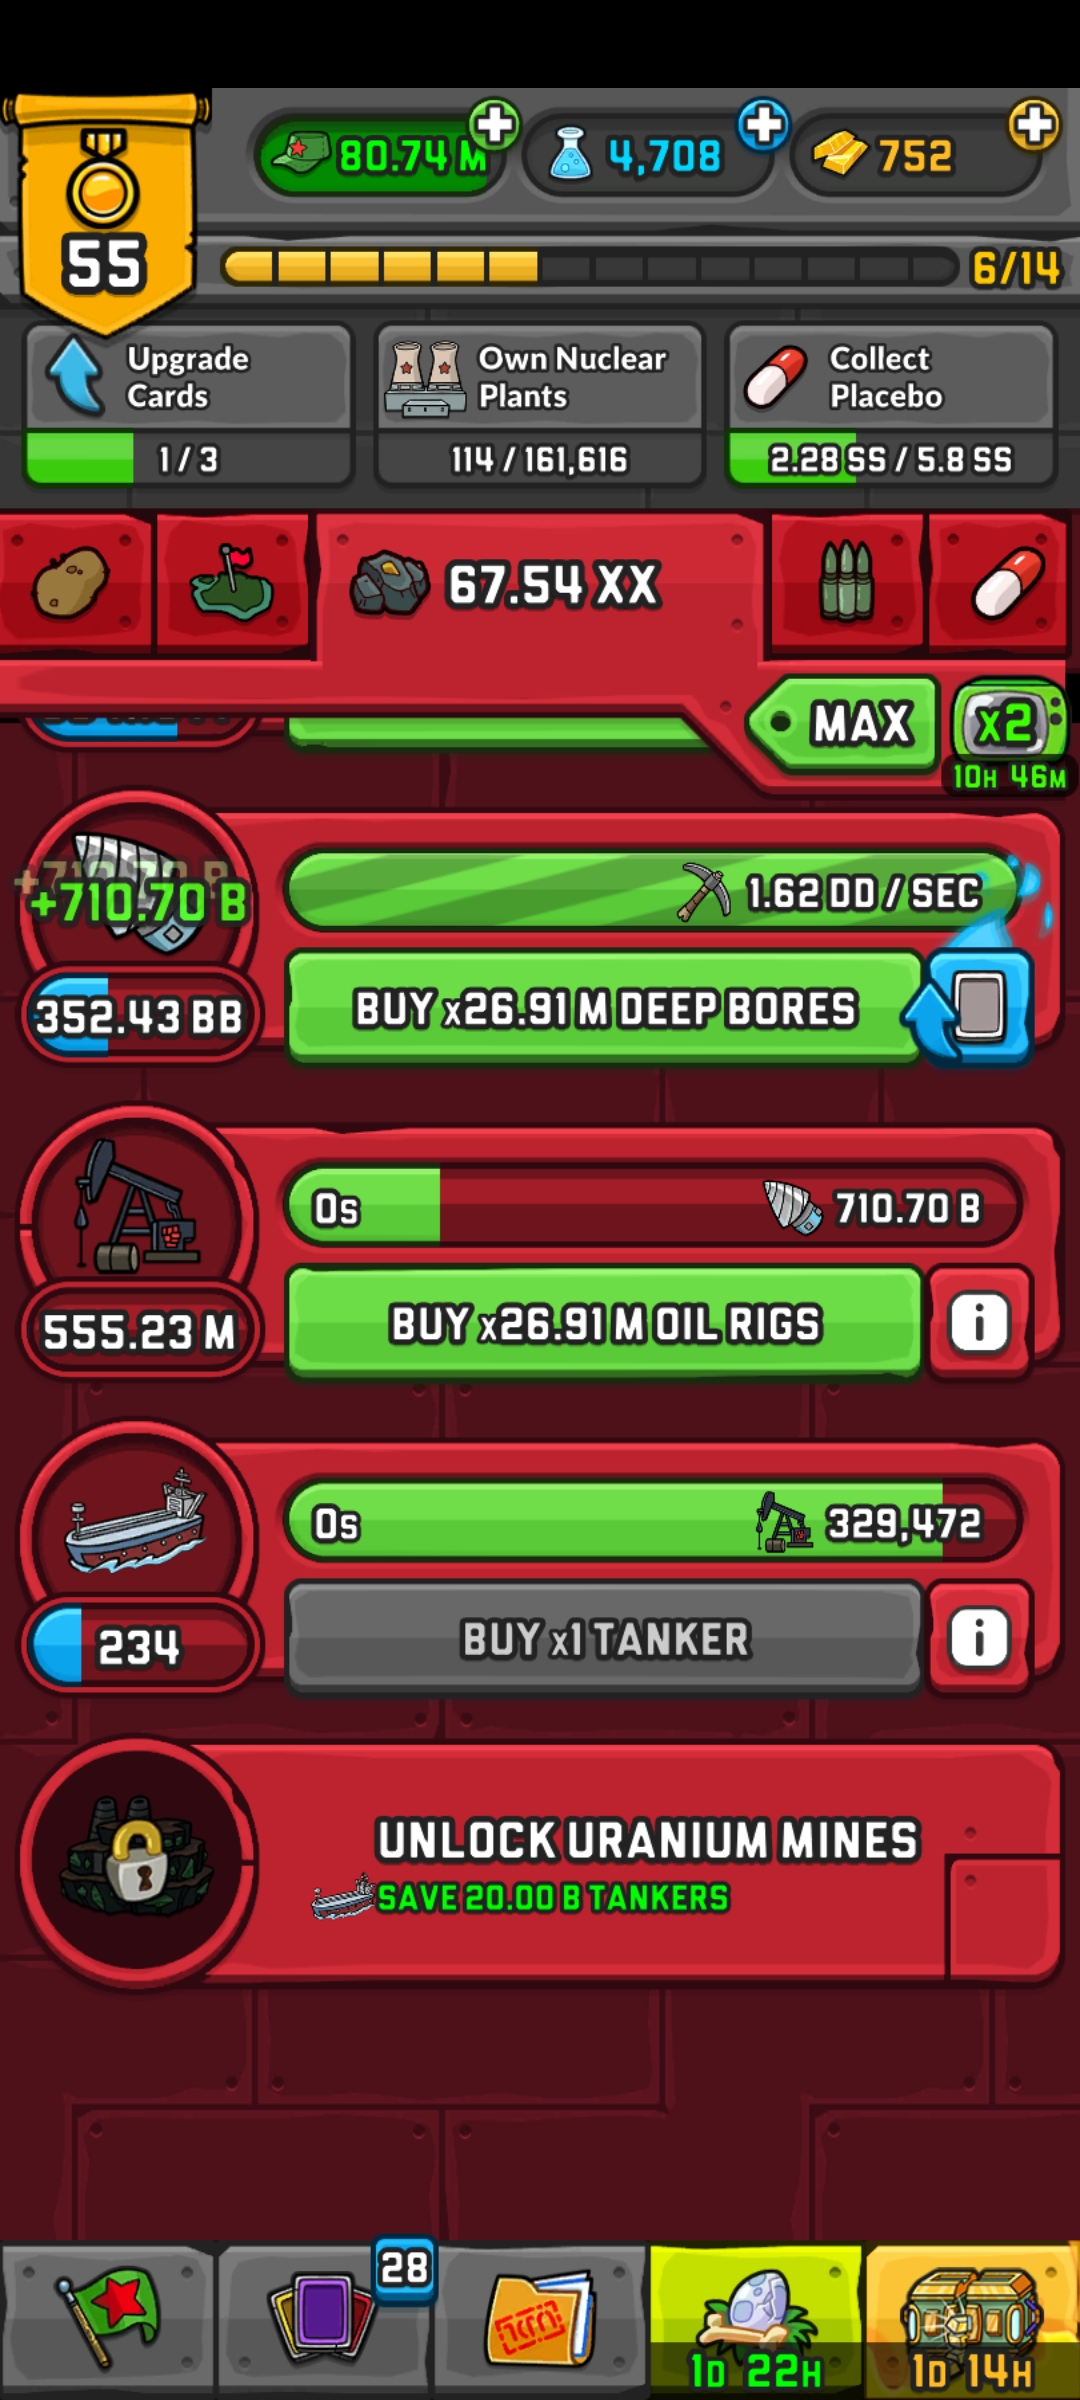 80.74 M
4,708
752
55
6/14
Upgrade
Cards
Own Nuclear
Plants
Collect
Placebo
1 / 3
114 / 161,616
2.28 SS / 5.8 SS
67.54 XX
MAX
x2
10H 46M
+710.70 B
+710.70 B
1.62 DD / SEC
352.43 BB
BUY x26.91 M DEEP BORES
0s
710.70 B
555.23 M
BUY x26.91 M OIL RIGS
i
0s
329,472
234
BUY x1 TANKER
i
UNLOCK URANIUM MINES
SAVE 20.00 B TANKERS
28
1D 22H
1D 14H